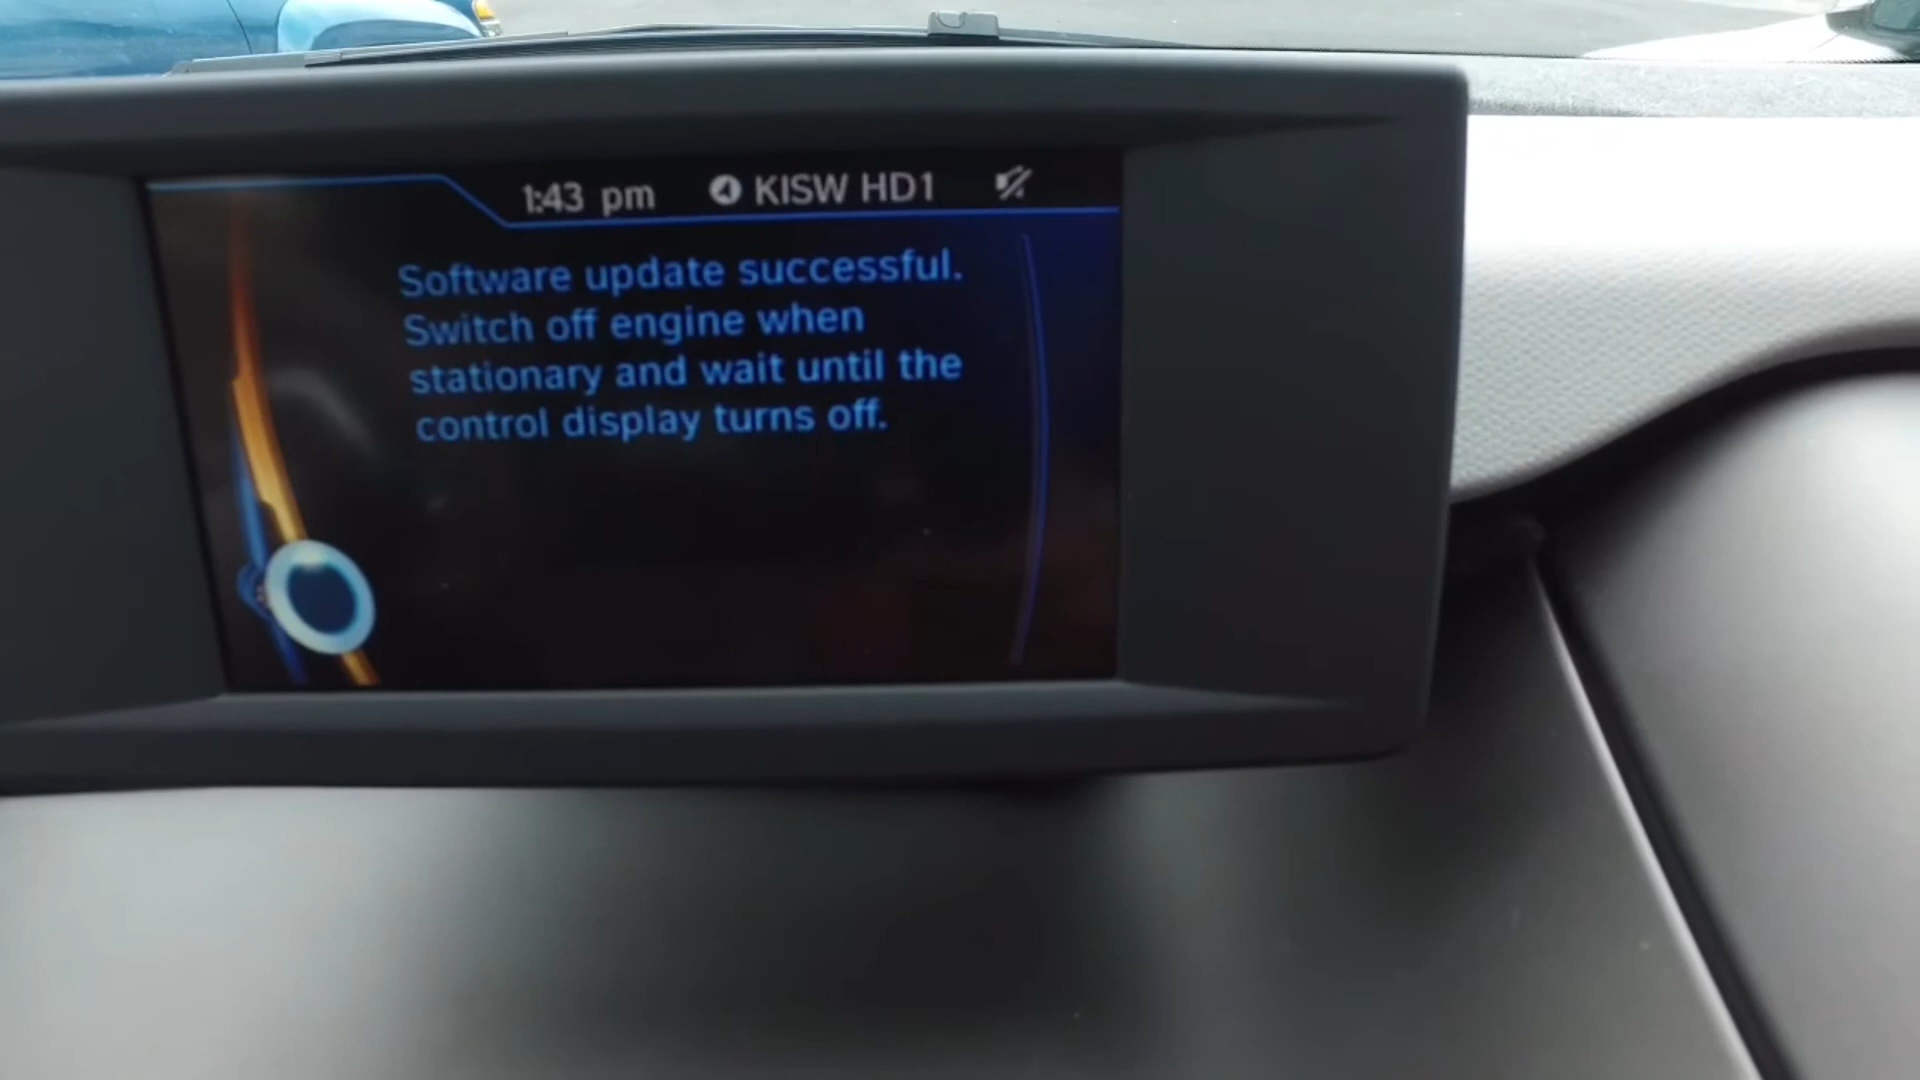 1:43 pm 4 KISW HD1
Software update successful.
Switch off engine when
stationary and wait until the
control display turns off.